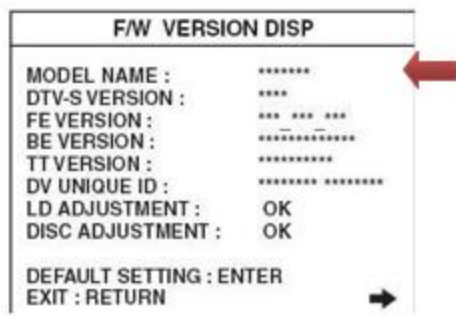 F/W VERSION DISP
MODEL NAME : *******
DTV-S VERSION : ****
FE VERSION : ***_***_***
BE VERSION : *************
TT VERSION : **********
DV UNIQUE ID : ******** ********
LD ADJUSTMENT : OK
DISC ADJUSTMENT : OK
DEFAULT SETTING : ENTER
EXIT : RETURN